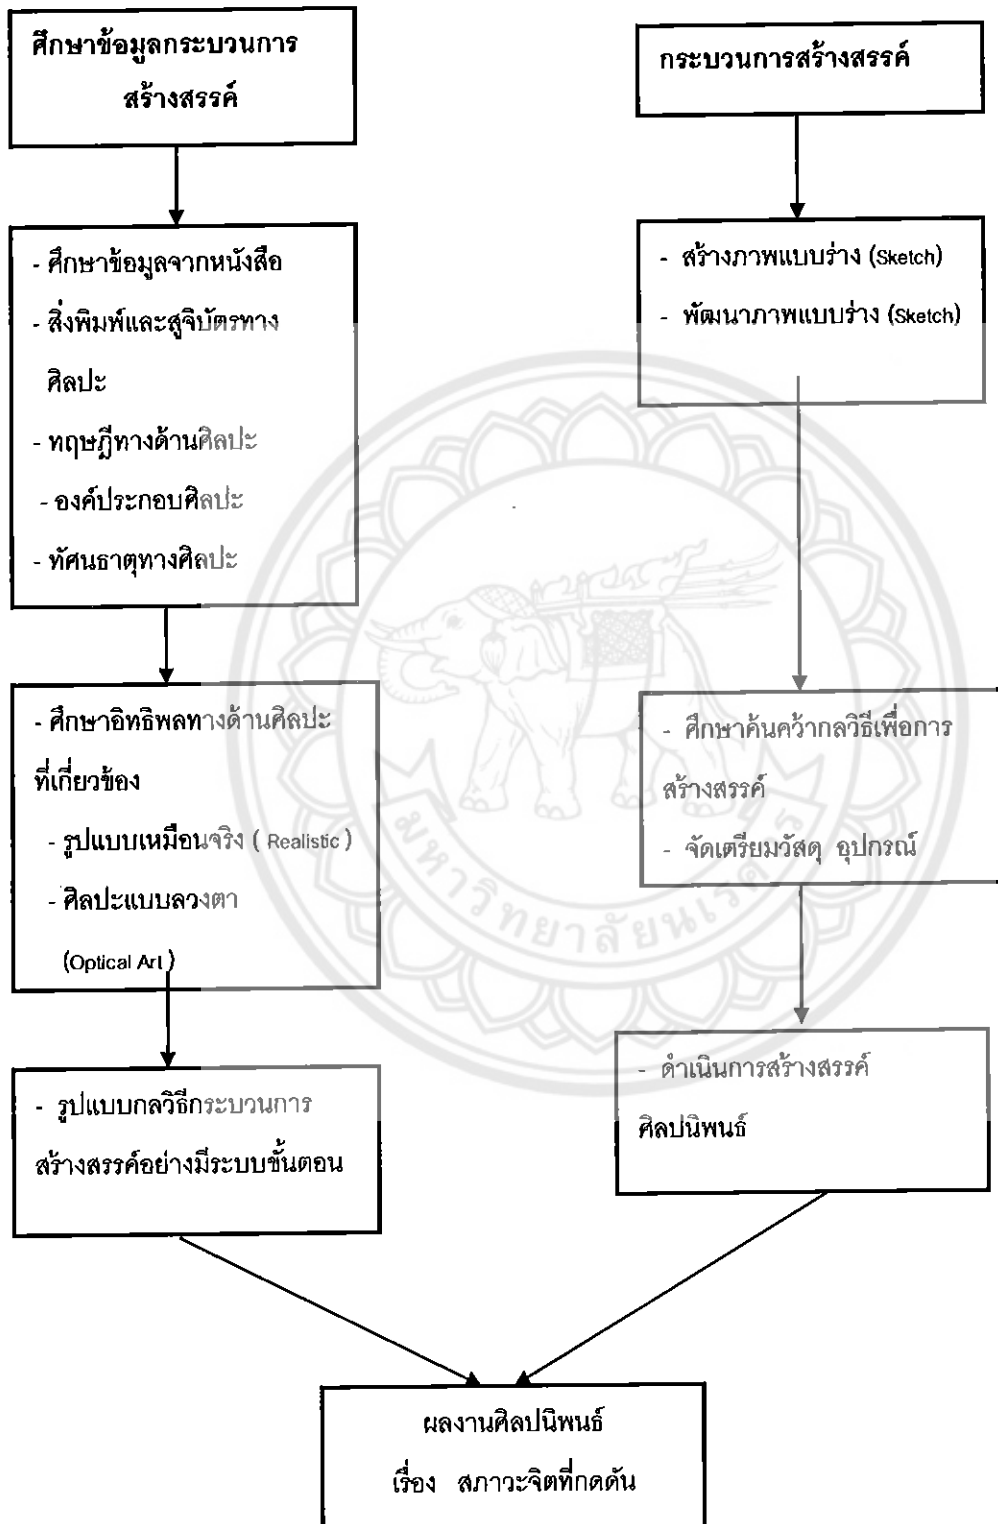 ศึกษาข้อมูลกระบวนการ
สร้างสรรค์
- ศึกษาข้อมูลจากหนังสือ
- สิ่งพิมพ์และสูจิบัตรทาง
ศิลปะ
- ทฤษฎีทางด้านศิลปะ
- องค์ประกอบศิลปะ
- ทัศนธาตุทางศิลปะ
- ศึกษาอิทธิพลทางด้านศิลปะ
ที่เกี่ยวข้อง
- รูปแบบเหมือนจริง ( Realistic )
- ศิลปะแบบลวงตา
(Optical Art )
- รูปแบบกลวิธีกระบวนการ
สร้างสรรค์อย่างมีระบบขั้นตอน
กระบวนการสร้างสรรค์
- สร้างภาพแบบร่าง (Sketch)
- พัฒนาภาพแบบร่าง (Sketch)
- ศึกษาค้นคว้ากลวิธีเพื่อการ
สร้างสรรค์
- จัดเตรียมวัสดุ อุปกรณ์
- ดำเนินการสร้างสรรค์
ศิลปนิพนธ์
ผลงานศิลปนิพนธ์
เรื่อง สภาวะจิตที่กดดัน
มหาวิทยาลัยนเรศวร